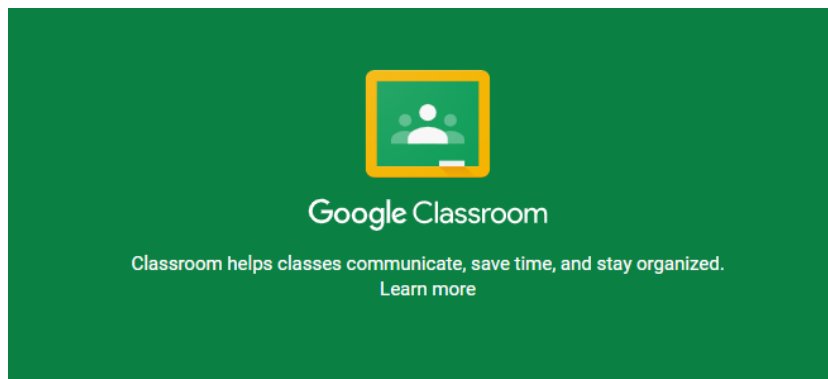 Google Classroom
Classroom helps classes communicate, save time, and stay organized.
Learn more